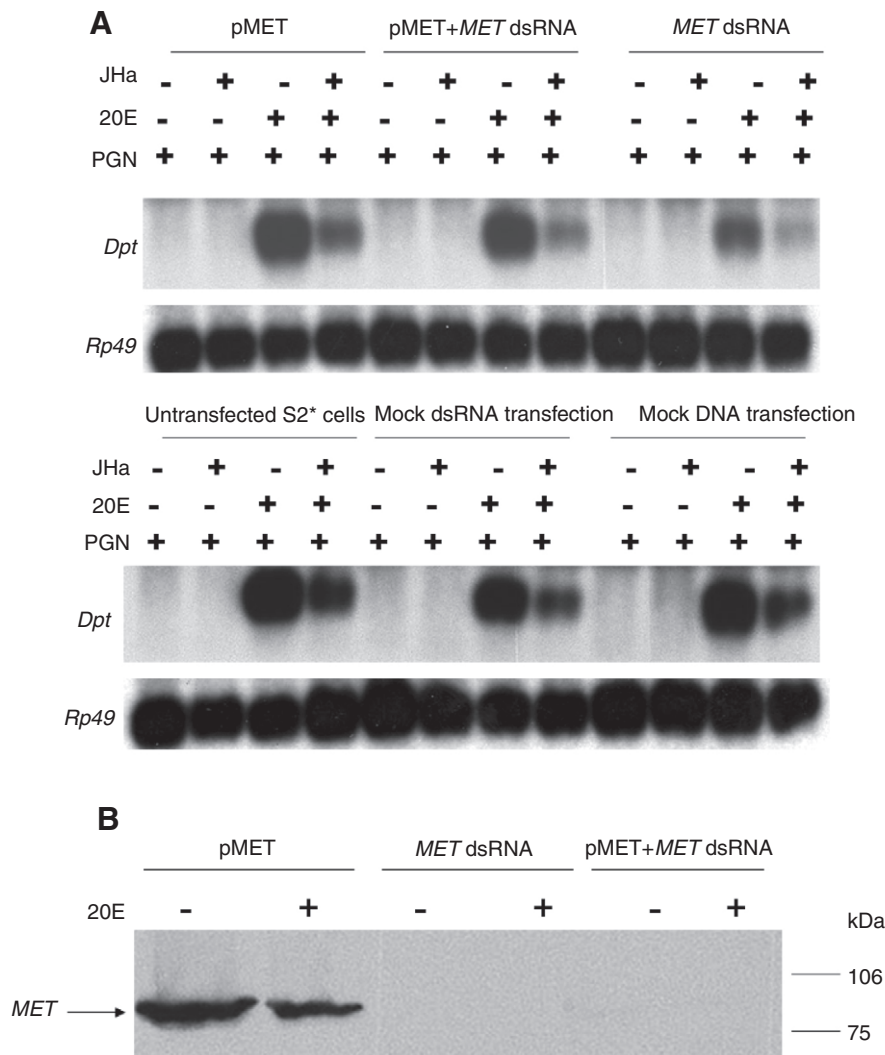 A
pMET pMET+MET dsRNA MET dsRNA
JHa - + - + - + - + - + - +
20E - - + + - - + + - - + +
PGN + + + + + + + + + + + +
Dpt
Rp49
Untransfected S2* cells Mock dsRNA transfection Mock DNA transfection
JHa - + - + - + - + - + - +
20E - - + + - - + + - - + +
PGN + + + + + + + + + + + +
Dpt
Rp49
B
pMET MET dsRNA pMET+MET dsRNA
20E - + - + - +
kDa
106
MET
75